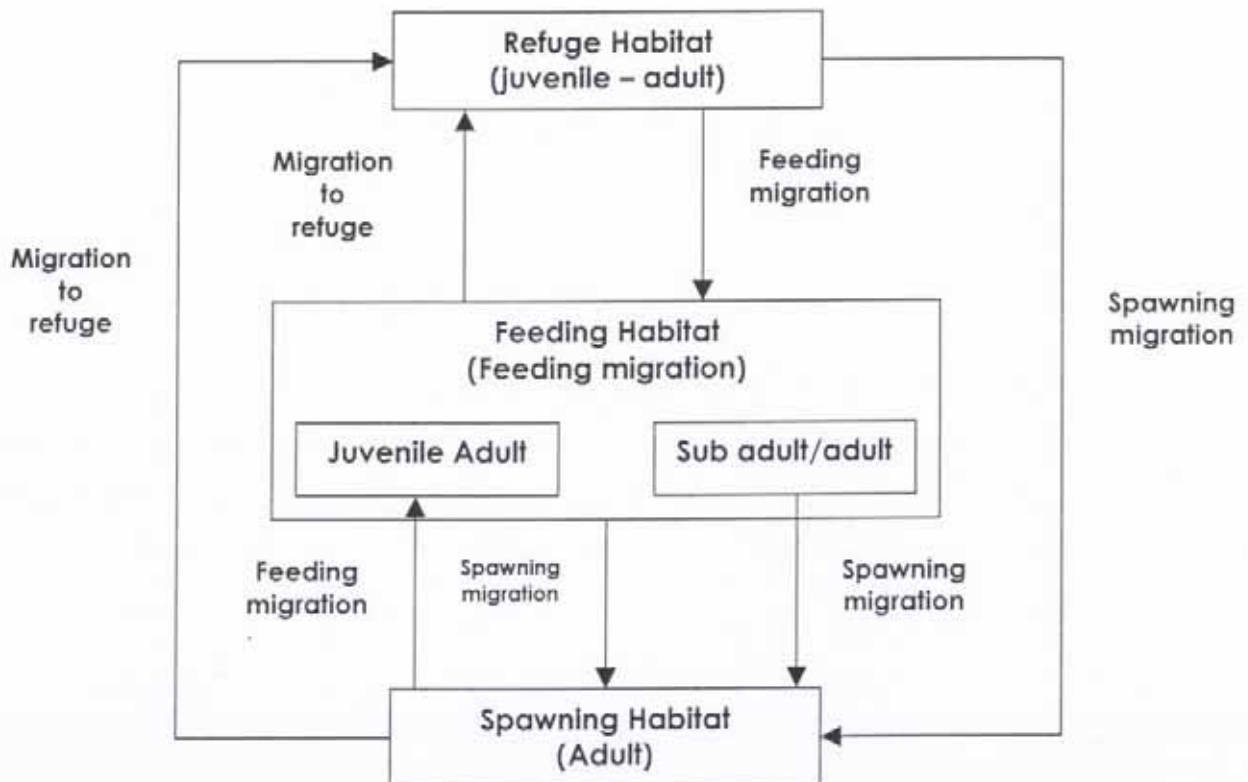 Refuge Habitat
(juvenile – adult)
Migration
to
refuge
Feeding
migration
Migration
to
refuge
Spawning
migration
Feeding Habitat
(Feeding migration)
Juvenile Adult
Sub adult/adult
Feeding
migration
Spawning
migration
Spawning
migration
Spawning Habitat
(Adult)